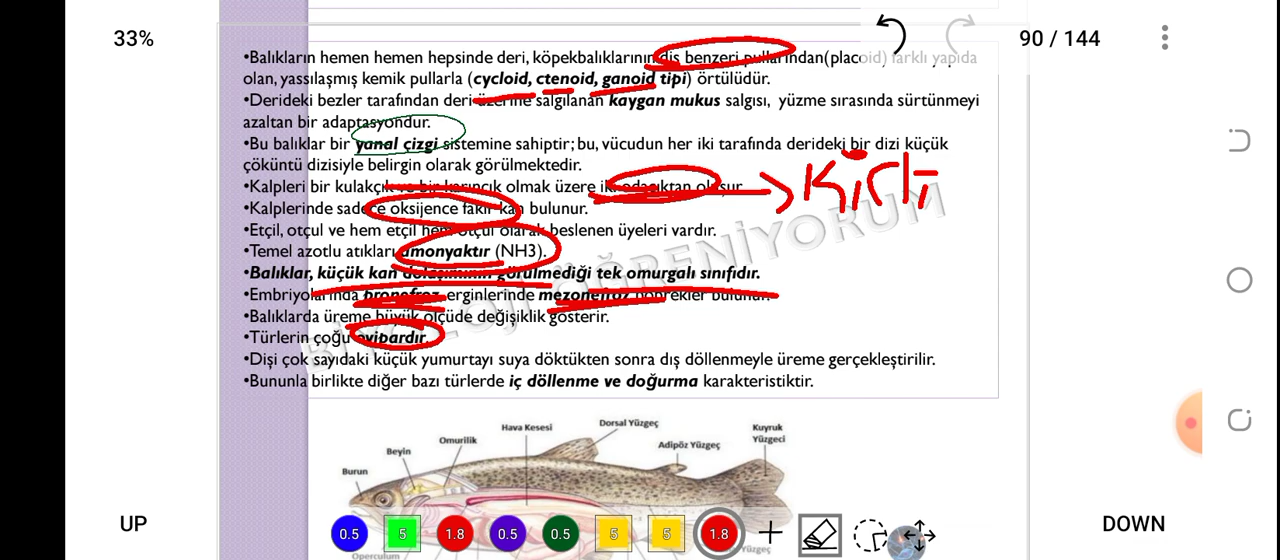 33%
90 / 144
•Balıkların hemen hemen hepsinde deri, köpekbalıklarının diş benzeri pullarından(placoid) farklı yapıda
olan, yassılaşmış kemik pullarla (cycloid, ctenoid, ganoid tipi) örtülüdür.
•Derideki bezler tarafından deri üzerine salgılanan kaygan mukus salgısı, yüzme sırasında sürtünmeyi
azaltan bir adaptasyondur.
•Bu balıklar bir yanal çizgi sistemine sahiptir; bu, vücudun her iki tarafında derideki bir dizi küçük
çöküntü dizisiyle belirgin olarak görülmektedir.
•Kalpleri bir kulakçık ve bir karıncık olmak üzere iki odacıktan oluşur.
Kirli
•Kalplerinde sadece oksijence fakir kan bulunur.
•Etçil, otçul ve hem etçil hem otçul olarak beslenen üyeleri vardır.
•Temel azotlu atıkları amonyaktır (NH3).
•Balıklar, küçük kan dolaşımının görülmediği tek omurgalı sınıfıdır.
•Embriyolarında pronefroz, erginlerinde mezonefroz böbrekler bulunur.
•Balıklarda üreme büyük ölçüde değişiklik gösterir.
•Türlerin çoğu ovipardır.
•Dişi çok sayıdaki küçük yumurtayı suya döktükten sonra dış döllenmeyle üreme gerçekleştirilir.
•Bununla birlikte diğer bazı türlerde iç döllenme ve doğurma karakteristiktir.
BİYOLOJİ ÖĞRENİYORUM
Burun
Beyin
Omurilik
Hava Kesesi
Dorsal Yüzgeç
Adipöz Yüzgeç
Kuyruk
Yüzgeci
UP
0.5
5
1.8
0.5
0.5
5
5
1.8
DOWN
Operculum
Yüzgeç